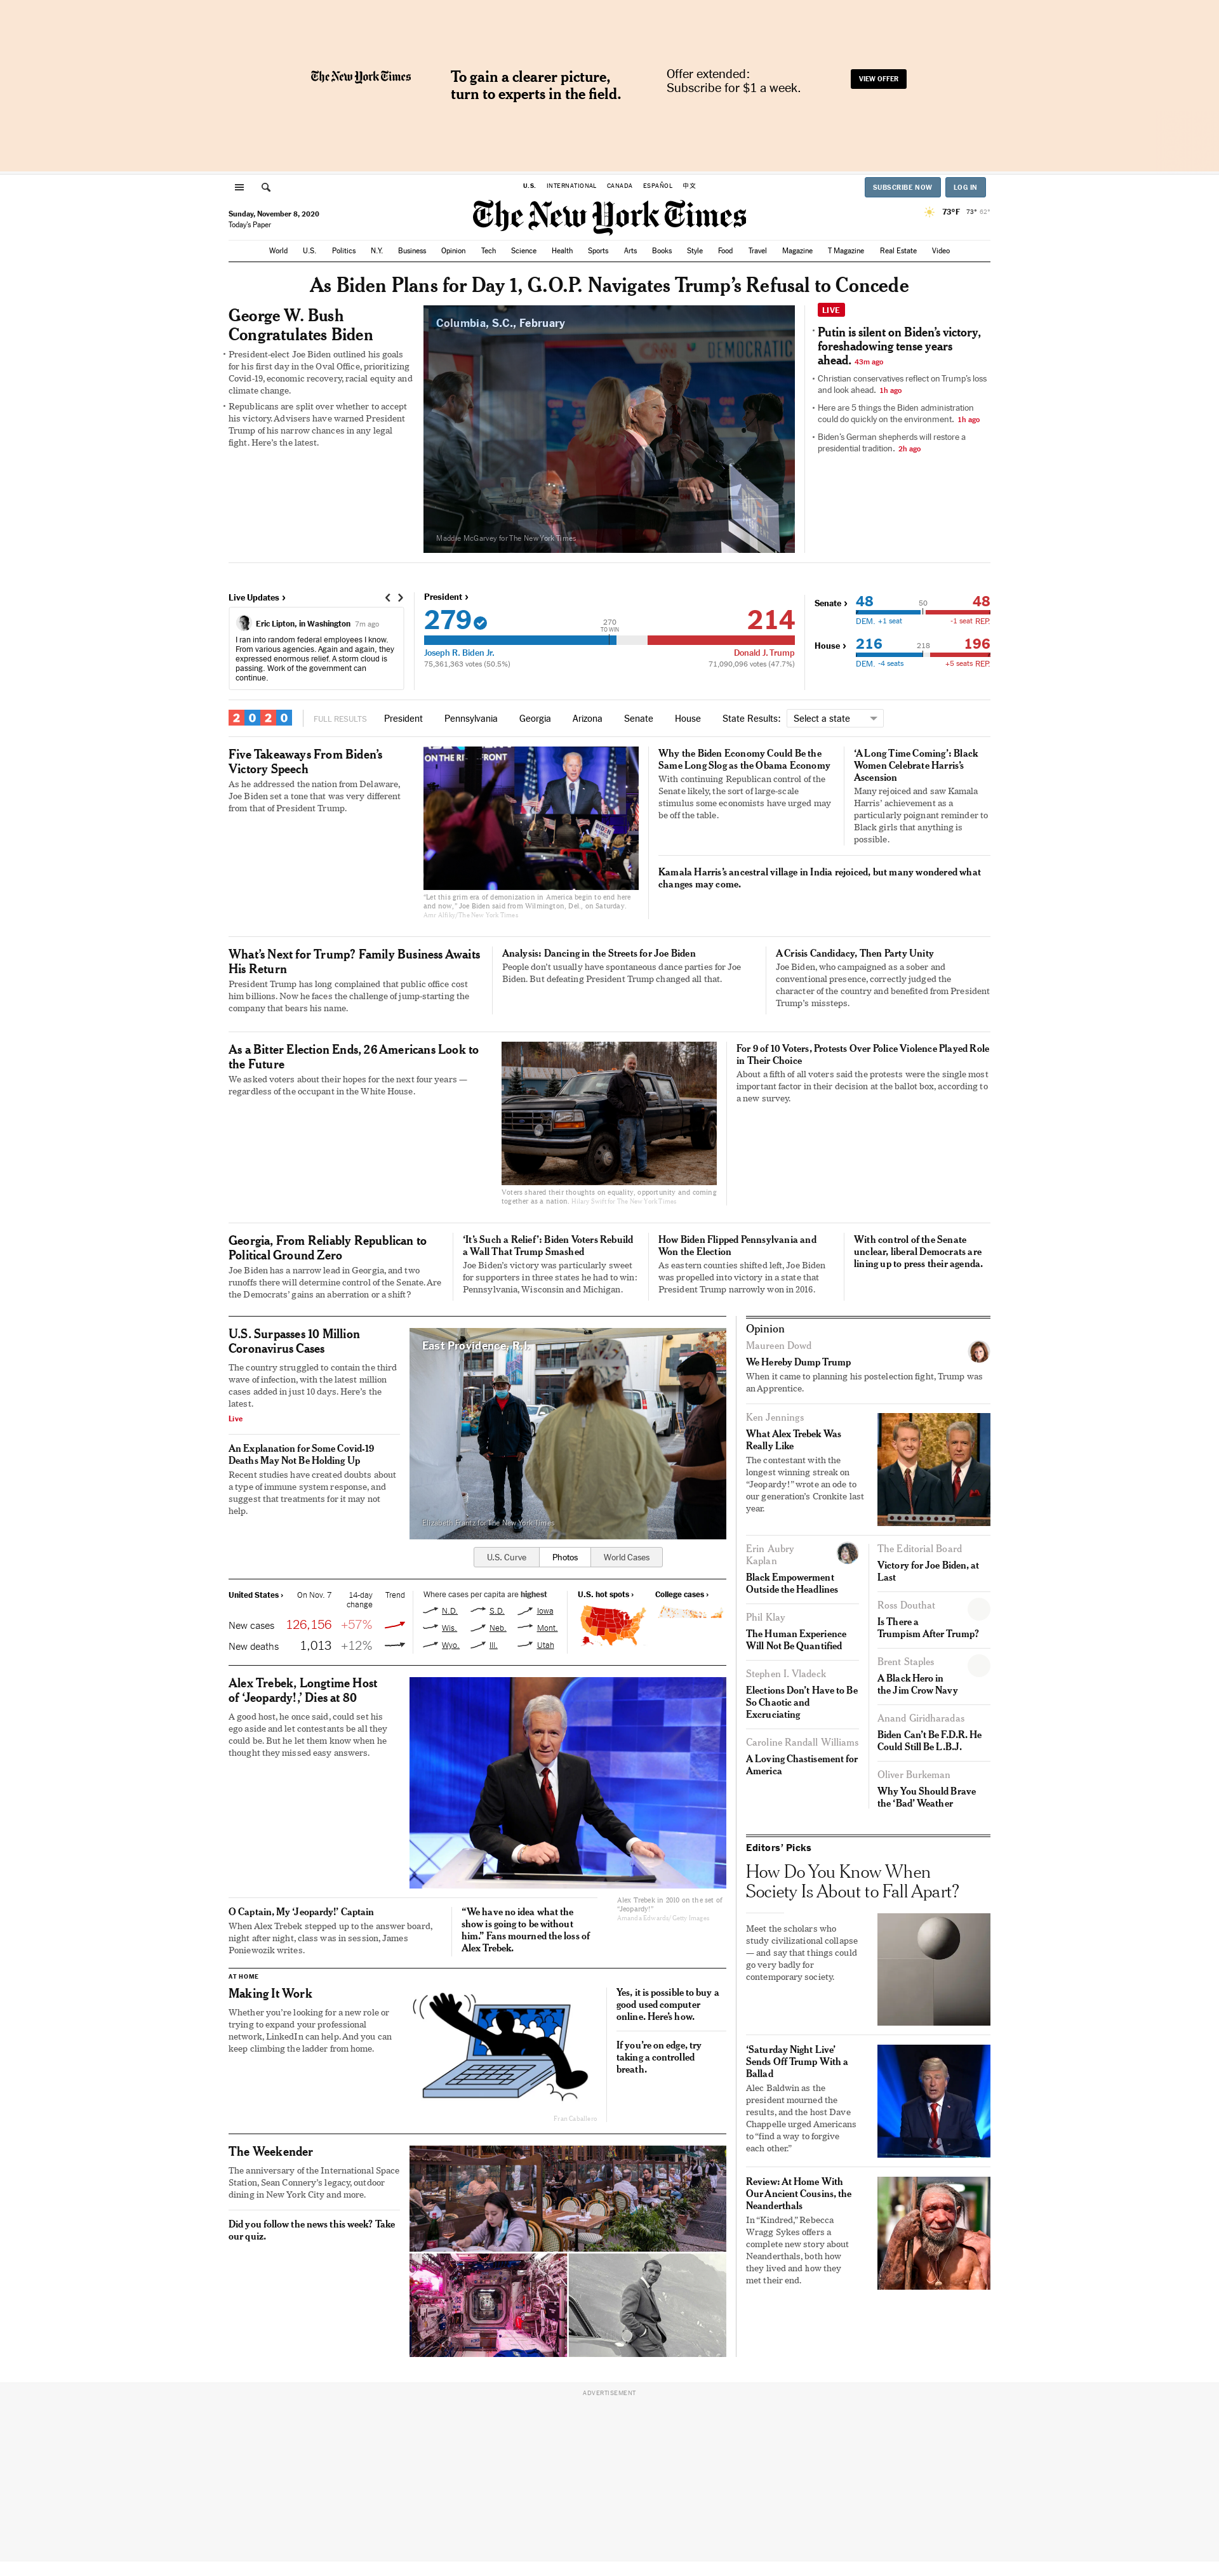 The New York Times
To gain a clearer picture,
turn to experts in the field.
Offer extended:
Subscribe for $1 a week.
VIEW OFFER
U.S. INTERNATIONAL CANADA ESPAÑOL 中文
SUBSCRIBE NOW LOG IN
Sunday, November 8, 2020
Today's Paper
The New York Times
73°F 73° 62°
World U.S. Politics N.Y. Business Opinion Tech Science Health Sports Arts Books Style Food Travel Magazine T Magazine Real Estate Video
As Biden Plans for Day 1, G.O.P. Navigates Trump's Refusal to Concede
George W. Bush
Congratulates Biden
• President-elect Joe Biden outlined his goals
for his first day in the Oval Office, prioritizing
Covid-19, economic recovery, racial equity and
climate change.
• Republicans are split over whether to accept
his victory. Advisers have warned President
Trump of his narrow chances in any legal
fight. Here's the latest.
Columbia, S.C., February
DEMOCRATIC
Maddie McGarvey for The New York Times
LIVE
• Putin is silent on Biden's victory,
foreshadowing tense years
ahead. 43m ago
• Christian conservatives reflect on Trump's loss
and look ahead. 1h ago
• Here are 5 things the Biden administration
could do quickly on the environment. 1h ago
• Biden's German shepherds will restore a
presidential tradition. 2h ago
Live Updates ›
Eric Lipton, in Washington 7m ago
I ran into random federal employees I know.
From various agencies. Again and again, they
expressed enormous relief. A storm cloud is
passing. Work of the government can
continue.
President ›
279 270 214
TO WIN
Joseph R. Biden Jr. Donald J. Trump
75,361,363 votes (50.5%) 71,090,096 votes (47.7%)
Senate › 48 50 48
DEM. +1 seat -1 seat REP.
House › 216 218 196
DEM. -4 seats +5 seats REP.
2020 FULL RESULTS President Pennsylvania Georgia Arizona Senate House State Results: Select a state
Five Takeaways From Biden's
Victory Speech
As he addressed the nation from Delaware,
Joe Biden set a tone that was very different
from that of President Trump.
"Let this grim era of demonization in America begin to end here
and now," Joe Biden said from Wilmington, Del., on Saturday.
Amr Alfiky/The New York Times
Why the Biden Economy Could Be the
Same Long Slog as the Obama Economy
With continuing Republican control of the
Senate likely, the sort of large-scale
stimulus some economists have urged may
be off the table.
'A Long Time Coming': Black
Women Celebrate Harris's
Ascension
Many rejoiced and saw Kamala
Harris' achievement as a
particularly poignant reminder to
Black girls that anything is
possible.
Kamala Harris's ancestral village in India rejoiced, but many wondered what
changes may come.
What's Next for Trump? Family Business Awaits
His Return
President Trump has long complained that public office cost
him billions. Now he faces the challenge of jump-starting the
company that bears his name.
Analysis: Dancing in the Streets for Joe Biden
People don't usually have spontaneous dance parties for Joe
Biden. But defeating President Trump changed all that.
A Crisis Candidacy, Then Party Unity
Joe Biden, who campaigned as a sober and
conventional presence, correctly judged the
character of the country and benefited from President
Trump's missteps.
As a Bitter Election Ends, 26 Americans Look to
the Future
We asked voters about their hopes for the next four years —
regardless of the occupant in the White House.
Voters shared their thoughts on equality, opportunity and coming
together as a nation. Hilary Swift for The New York Times
For 9 of 10 Voters, Protests Over Police Violence Played Role
in Their Choice
About a fifth of all voters said the protests were the single most
important factor in their decision at the ballot box, according to
a new survey.
Georgia, From Reliably Republican to
Political Ground Zero
Joe Biden has a narrow lead in Georgia, and two
runoffs there will determine control of the Senate. Are
the Democrats' gains an aberration or a shift?
'It's Such a Relief': Biden Voters Rebuild
a Wall That Trump Smashed
Joe Biden's victory was particularly sweet
for supporters in three states he had to win:
Pennsylvania, Wisconsin and Michigan.
How Biden Flipped Pennsylvania and
Won the Election
As eastern counties shifted left, Joe Biden
was propelled into victory in a state that
President Trump narrowly won in 2016.
With control of the Senate
unclear, liberal Democrats are
lining up to press their agenda.
U.S. Surpasses 10 Million
Coronavirus Cases
The country struggled to contain the third
wave of infection, with the latest million
cases added in just 10 days. Here's the
latest.
Live
An Explanation for Some Covid-19
Deaths May Not Be Holding Up
Recent studies have created doubts about
a type of immune system response, and
suggest that treatments for it may not
help.
East Providence, R.I.
Elizabeth Frantz for The New York Times
U.S. Curve Photos World Cases
United States › On Nov. 7 14-day Trend
change
New cases 126,156 +57%
New deaths 1,013 +12%
Where cases per capita are highest
N.D. S.D. Iowa
Wis. Neb. Mont.
Wyo. Ill. Utah
U.S. hot spots › College cases ›
Alex Trebek, Longtime Host
of 'Jeopardy!,' Dies at 80
A good host, he once said, could set his
ego aside and let contestants be all they
could be. But he let them know when he
thought they missed easy answers.
Alex Trebek in 2010 on the set of
"Jeopardy!"
Amanda Edwards/Getty Images
O Captain, My 'Jeopardy!' Captain
When Alex Trebek stepped up to the answer board,
night after night, class was in session, James
Poniewozik writes.
"We have no idea what the
show is going to be without
him." Fans mourned the loss of
Alex Trebek.
AT HOME
Making It Work
Whether you're looking for a new role or
trying to expand your professional
network, LinkedIn can help. And you can
keep climbing the ladder from home.
Fran Caballero
Yes, it is possible to buy a
good used computer
online. Here's how.
If you're on edge, try
taking a controlled
breath.
The Weekender
The anniversary of the International Space
Station, Sean Connery's legacy, outdoor
dining in New York City and more.
Did you follow the news this week? Take
our quiz.
Opinion
Maureen Dowd
We Hereby Dump Trump
When it came to planning his postelection fight, Trump was
an Apprentice.
Ken Jennings
What Alex Trebek Was
Really Like
The contestant with the
longest winning streak on
"Jeopardy!" wrote an ode to
our generation's Cronkite last
year.
Erin Aubry
Kaplan
Black Empowerment
Outside the Headlines
Phil Klay
The Human Experience
Will Not Be Quantified
Stephen I. Vladeck
Elections Don't Have to Be
So Chaotic and
Excruciating
Caroline Randall Williams
A Loving Chastisement for
America
The Editorial Board
Victory for Joe Biden, at
Last
Ross Douthat
Is There a
Trumpism After Trump?
Brent Staples
A Black Hero in
the Jim Crow Navy
Anand Giridharadas
Biden Can't Be F.D.R. He
Could Still Be L.B.J.
Oliver Burkeman
Why You Should Brave
the 'Bad' Weather
Editors' Picks
How Do You Know When
Society Is About to Fall Apart?
Meet the scholars who
study civilizational collapse
— and say that things could
go very badly for
contemporary society.
'Saturday Night Live'
Sends Off Trump With a
Ballad
Alec Baldwin as the
president mourned the
results, and the host Dave
Chappelle urged Americans
to "find a way to forgive
each other."
Review: At Home With
Our Ancient Cousins, the
Neanderthals
In "Kindred," Rebecca
Wragg Sykes offers a
complete new story about
Neanderthals, both how
they lived and how they
met their end.
ADVERTISEMENT